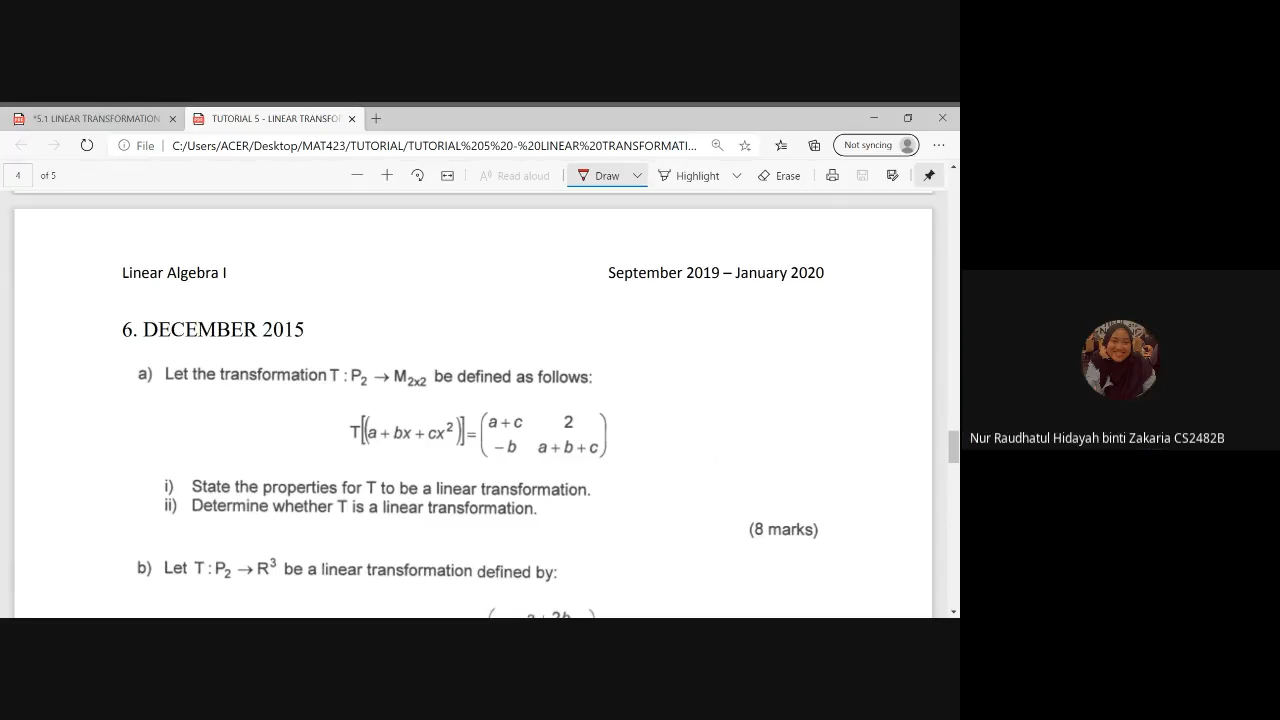 *5.1 LINEAR TRANSFORMATION
TUTORIAL 5 - LINEAR TRANSFO
File
C:/Users/ACER/Desktop/MAT423/TUTORIAL/TUTORIAL%205%20-%20LINEAR%20TRANSFORMATI...
Not syncing
4 of 5
Read aloud
Draw
Highlight
Erase
Linear Algebra I
September 2019 – January 2020
6. DECEMBER 2015
a) Let the transformation T : P₂ → M₂ₓ₂ be defined as follows:
T[(a + bx + cx²)] = ( a + c 2
– b a + b + c )
i) State the properties for T to be a linear transformation.
ii) Determine whether T is a linear transformation.
(8 marks)
b) Let T : P₂ → R³ be a linear transformation defined by:
Nur Raudhatul Hidayah binti Zakaria CS2482B